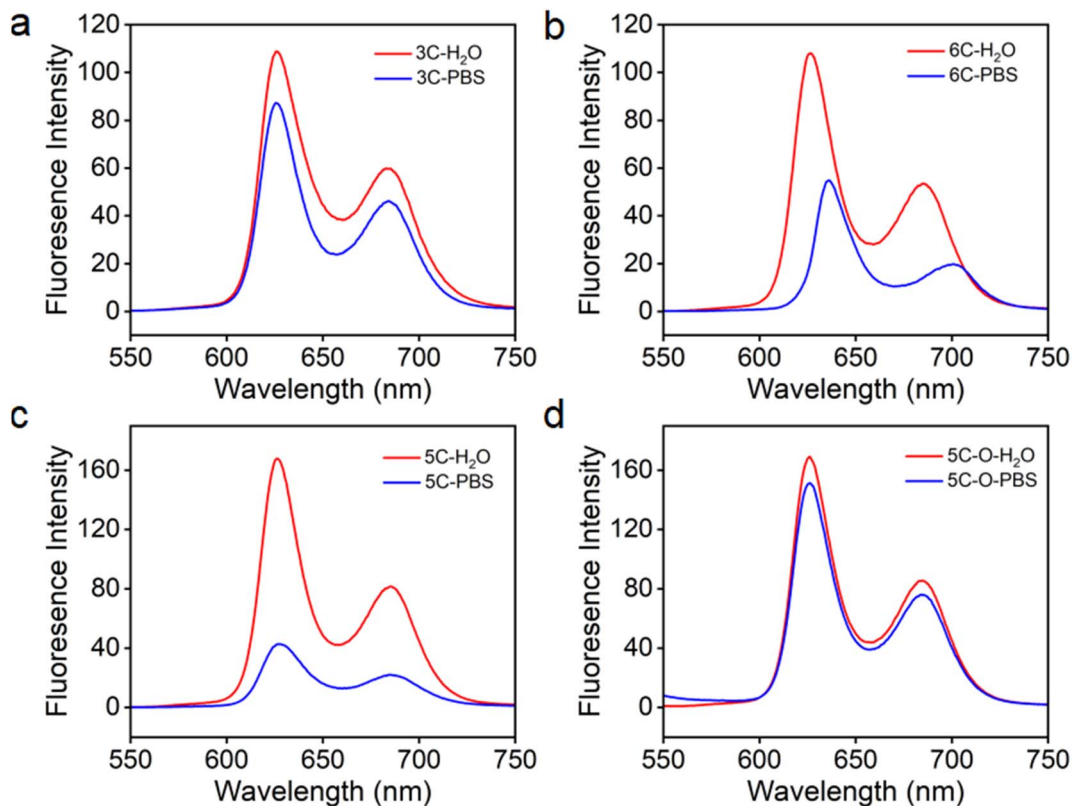 a
Fluoresence Intensity
120
100
80
60
40
20
0
3C-H₂O
3C-PBS
550 600 650 700 750
Wavelength (nm)
b
Fluoresence Intensity
120
100
80
60
40
20
0
6C-H₂O
6C-PBS
550 600 650 700 750
Wavelength (nm)
c
Fluoresence Intensity
160
120
80
40
0
5C-H₂O
5C-PBS
550 600 650 700 750
Wavelength (nm)
d
Fluoresence Intensity
160
120
80
40
0
5C-O-H₂O
5C-O-PBS
550 600 650 700 750
Wavelength (nm)